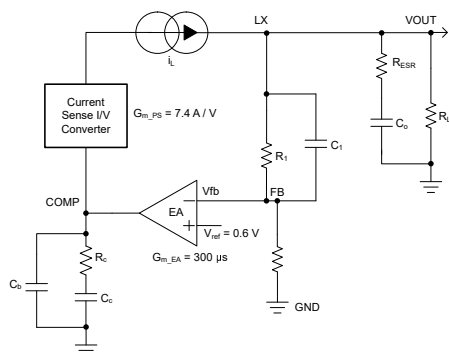 LX
VOUT
iL
RESR
Current
Sense I/V
Converter
Gm_PS = 7.4 A / V
Co
RL
R1
C1
COMP
Vfb
FB
EA
Vref = 0.6 V
Gm_EA = 300 µs
Rc
Cb
Cc
GND